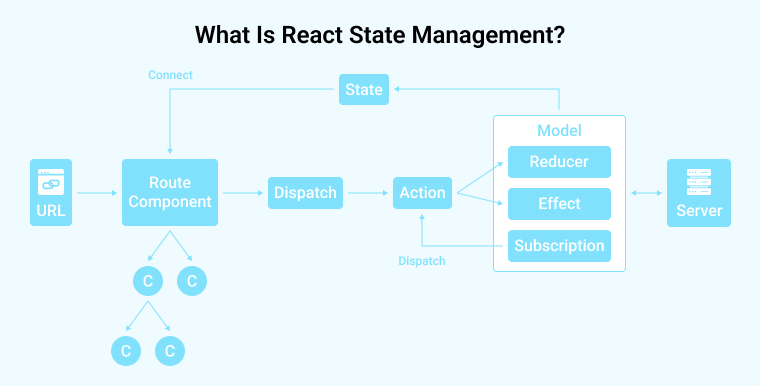 What Is React State Management?
Connect
State
Model
Reducer
Route
Component
Dispatch
Action
Effect
URL
Server
Subscription
Dispatch
C
C
C
C